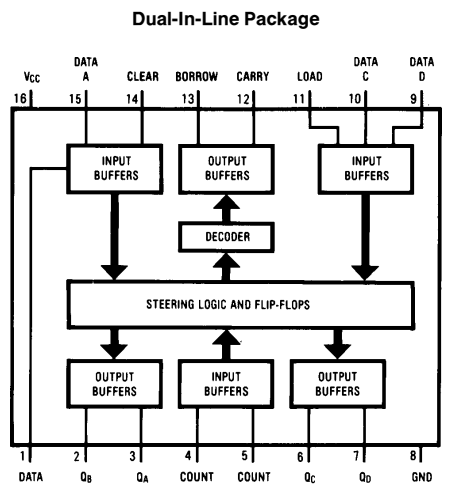 Dual-In-Line Package
DATA DATA DATA
VCC A CLEAR BORROW CARRY LOAD C D
16 15 14 13 12 11 10 9
INPUT BUFFERS
OUTPUT BUFFERS
INPUT BUFFERS
DECODER
STEERING LOGIC AND FLIP-FLOPS
OUTPUT BUFFERS
INPUT BUFFERS
OUTPUT BUFFERS
1 2 3 4 5 6 7 8
DATA QB QA COUNT COUNT QC QD GND